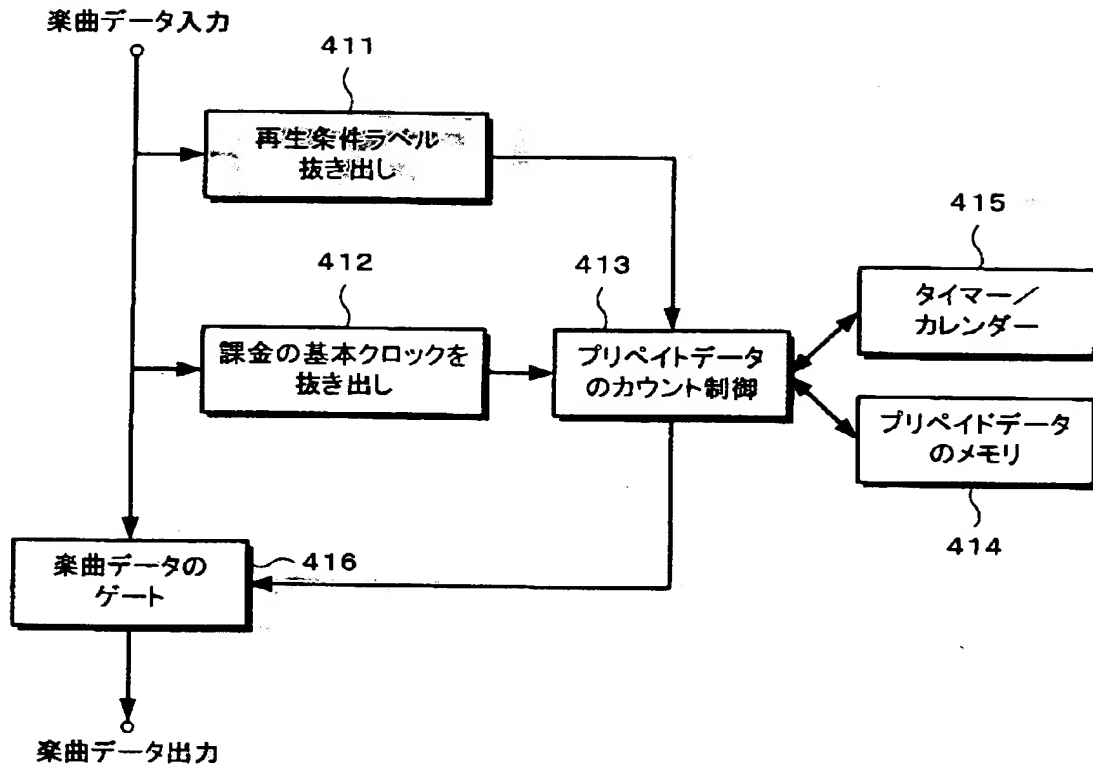 楽曲データ入力
411
再生条件ラベル
抜き出し
412
課金の基本クロックを
抜き出し
413
プリペイトデータ
のカウント制御
415
タイマー／
カレンダー
プリペイドデータ
のメモリ
414
楽曲データの
ゲート
416
楽曲データ出力